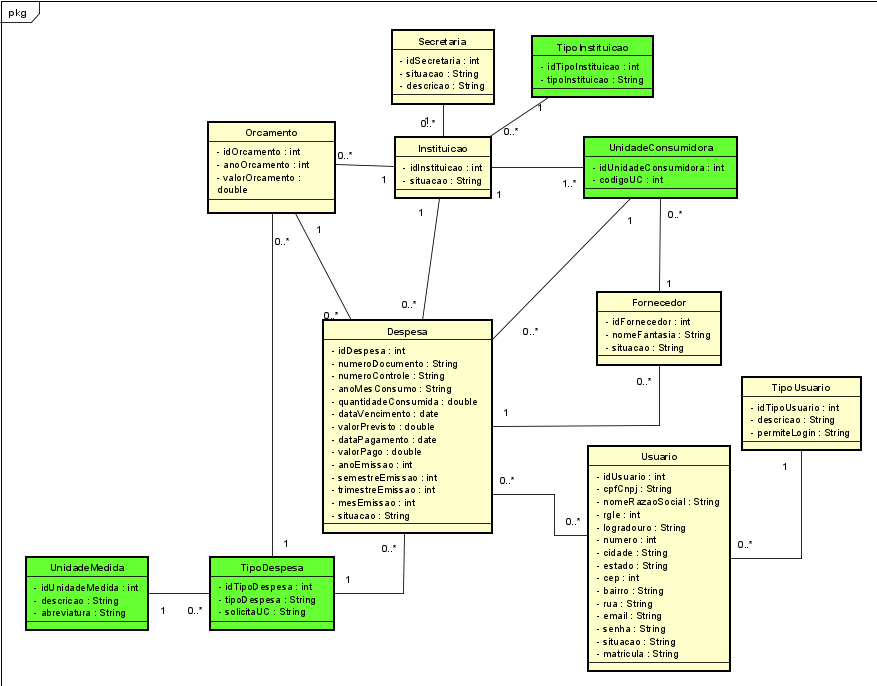 pkg
Secretaria
- idSecretaria : int
- situacao : String
- descricao : String
TipoInstituicao
- idTipoInstituicao : int
- tipoInstituicao : String
1
0..*
1
0..*
Orcamento
- idOrcamento : int
- anoOrcamento : int
- valorOrcamento :
double
0..*
1
Instituicao
- idInstituicao : int
- situacao : String
UnidadeConsumidora
- idUnidadeConsumidora : int
- codigoUC : int
1
1..*
1
0..*
1
0..*
1
0..*
1
0..*
1
0..*
Fornecedor
- idFornecedor : int
- nomeFantasia : String
- situacao : String
0..*
1
Despesa
- idDespesa : int
- numeroDocumento : String
- numeroControle : String
- anoMesConsumo : String
- quantidadeConsumida : double
- dataVencimento : date
- valorPrevisto : double
- dataPagamento : date
- valorPago : double
- anoEmissao : int
- semestreEmissao : int
- trimestreEmissao : int
- mesEmissao : int
- situacao : String
TipoUsuario
- idTipoUsuario : int
- descricao : String
- permiteLogin : String
1
0..*
Usuario
- idUsuario : int
- cpfCnpj : String
- nomeRazaoSocial : String
- rgle : int
- logradouro : String
- numero : int
- cidade : String
- estado : String
- cep : int
- bairro : String
- rua : String
- email : String
- senha : String
- situacao : String
- matricula : String
0..*
0..*
1
0..*
1
UnidadeMedida
- idUnidadeMedida : int
- descricao : String
- abreviatura : String
1
0..*
TipoDespesa
- idTipoDespesa : int
- tipoDespesa : String
- solicitaUC : String